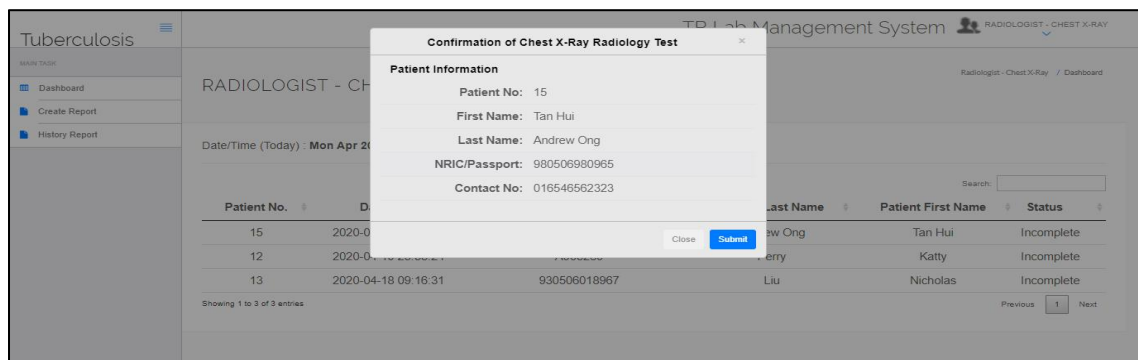 Tuberculosis
Management System
RADIOLOGIST - CHEST X-RAY
MAIN TASK
Dashboard
Create Report
History Report
Radiologist - Chest X-Ray / Dashboard
RADIOLOGIST - CH
Date/Time (Today) : Mon Apr 20
Confirmation of Chest X-Ray Radiology Test ×
Patient Information
Patient No: 15
First Name: Tan Hui
Last Name: Andrew Ong
NRIC/Passport: 980506980965
Contact No: 016546562323
Close Submit
Search:
Patient No. Last Name Patient First Name Status
15 2020-0 ew Ong Tan Hui Incomplete
12 2020-0 Perry Katty Incomplete
13 2020-04-18 09:16:31 930506018967 Liu Nicholas Incomplete
Showing 1 to 3 of 3 entries
Previous 1 Next